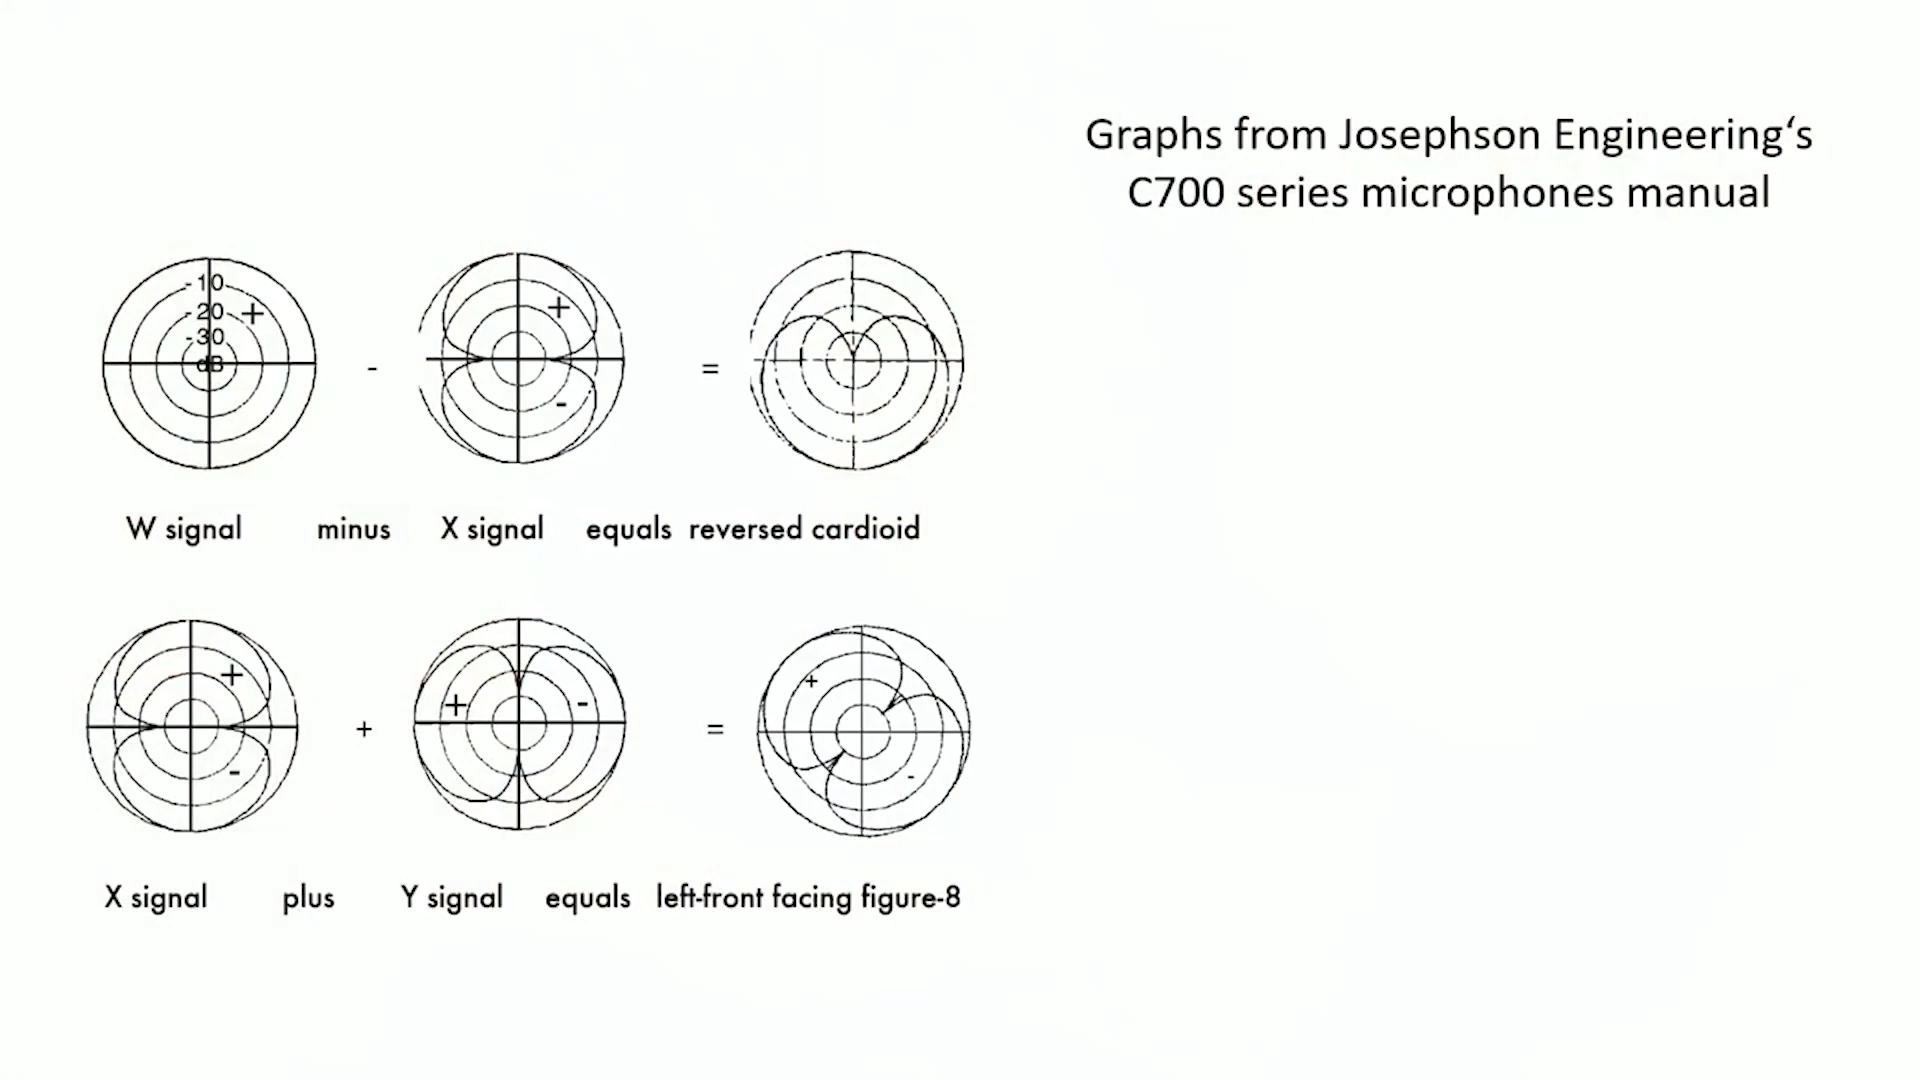 Graphs from Josephson Engineering‘s
C700 series microphones manual
-10
-20 +
-30
dB
-
+
-
=
W signal minus X signal equals reversed cardioid
+
-
+
+ -
=
+
-
X signal plus Y signal equals left-front facing figure-8